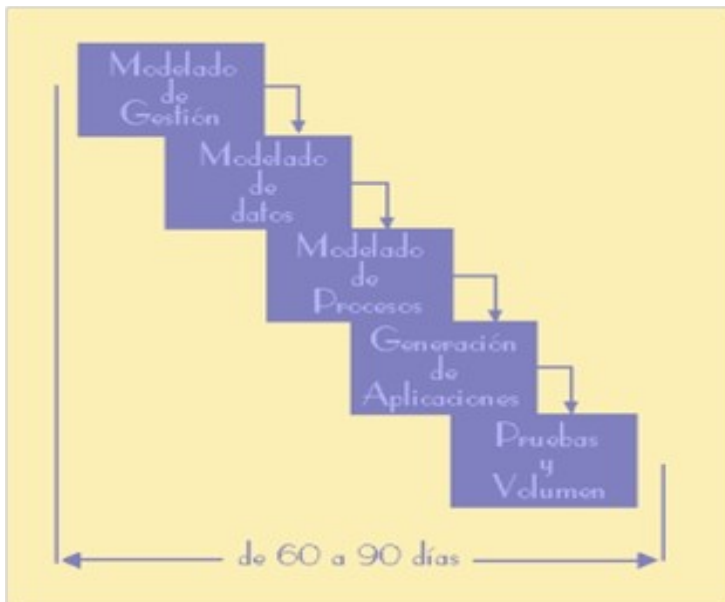 Modelado
de
Gestión
Modelado
de
datos
Modelado
de
Procesos
Generación
de
Aplicaciones
Pruebas
y
Volumen
de 60 a 90 días